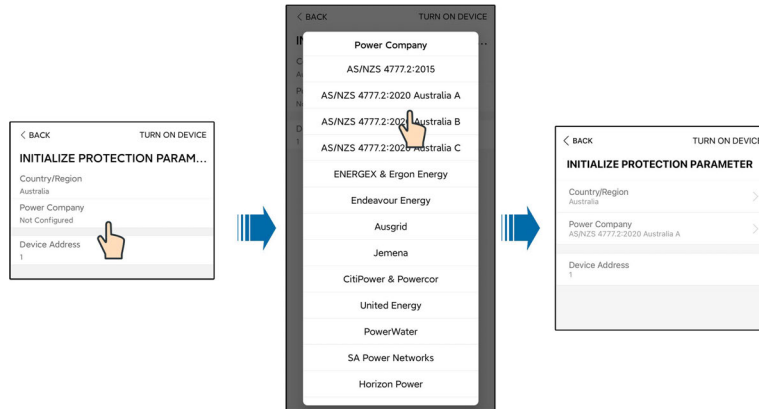 < BACK TURN ON DEVICE
INITIALIZE PROTECTION PARAM...
Country/Region
Australia
Power Company
Not Configured
Device Address
1
< BACK TURN ON DEVICE
Power Company
AS/NZS 4777.2:2015
AS/NZS 4777.2:2020 Australia A
AS/NZS 4777.2:2020 Australia B
AS/NZS 4777.2:2020 Australia C
ENERGEX & Ergon Energy
Endeavour Energy
Ausgrid
Jemena
CitiPower & Powercor
United Energy
PowerWater
SA Power Networks
Horizon Power
< BACK TURN ON DEVICE
INITIALIZE PROTECTION PARAMETER
Country/Region
Australia
Power Company
AS/NZS 4777.2:2020 Australia A
Device Address
1